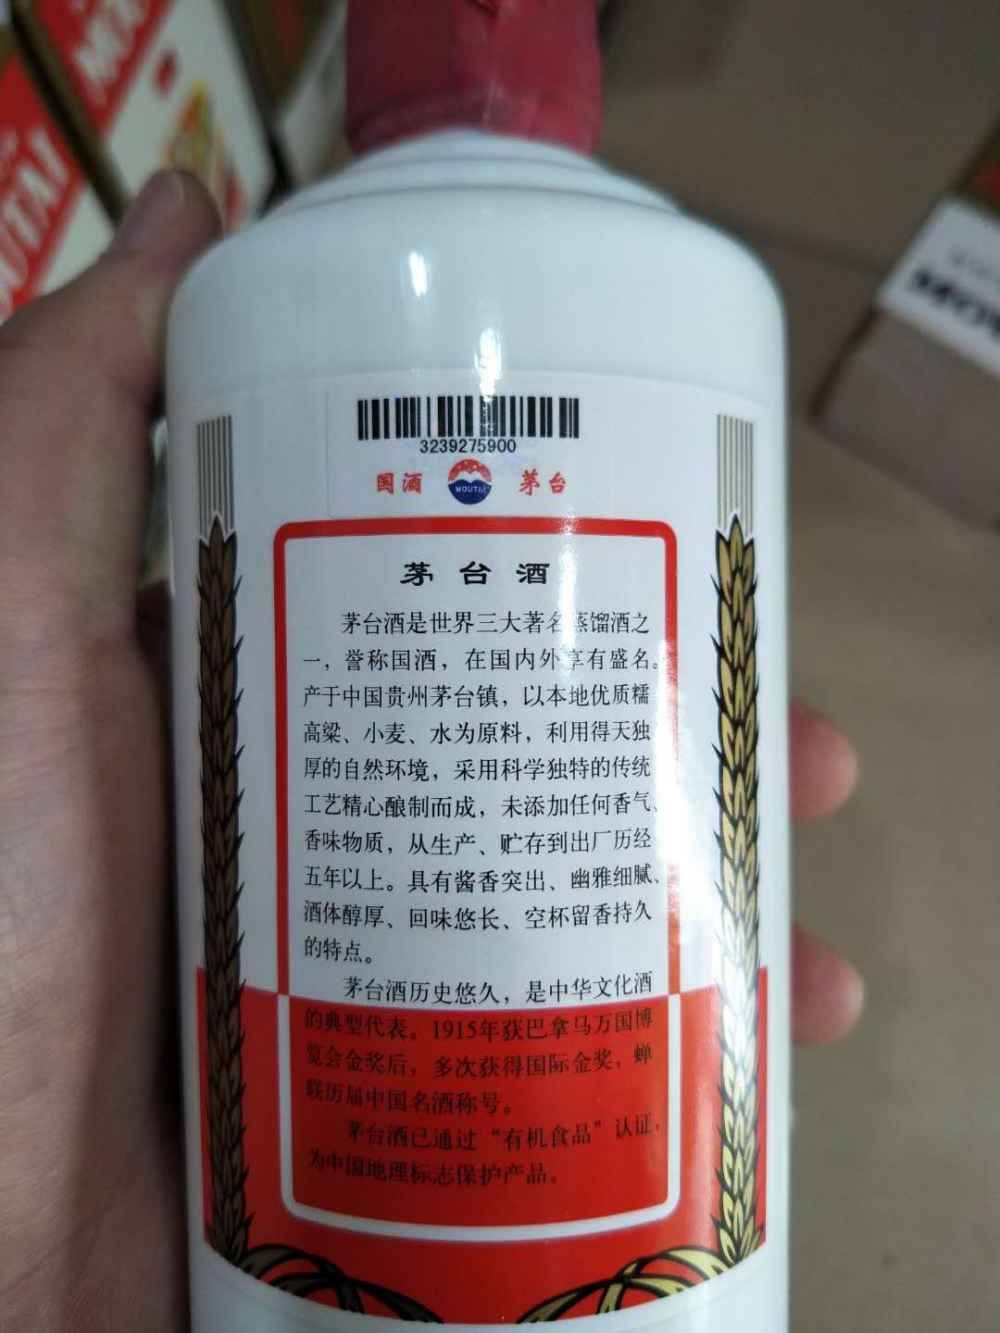 MOUTAI
3239275900
国酒 MOUTAI 茅台
茅台酒
茅台酒是世界三大著名蒸馏酒之
一，誉称国酒，在国内外享有盛名。
产于中国贵州茅台镇，以本地优质糯
高粱、小麦、水为原料，利用得天独
厚的自然环境，采用科学独特的传统
工艺精心酿制而成，未添加任何香气、
香味物质，从生产、贮存到出厂历经
五年以上。具有酱香突出、幽雅细腻、
酒体醇厚、回味悠长、空杯留香持久
的特点。
茅台酒历史悠久，是中华文化酒
的典型代表。1915年获巴拿马万国博
览会金奖后，多次获得国际金奖，蝉
联历届中国名酒称号。
茅台酒已通过“有机食品”认证，
为中国地理标志保护产品。